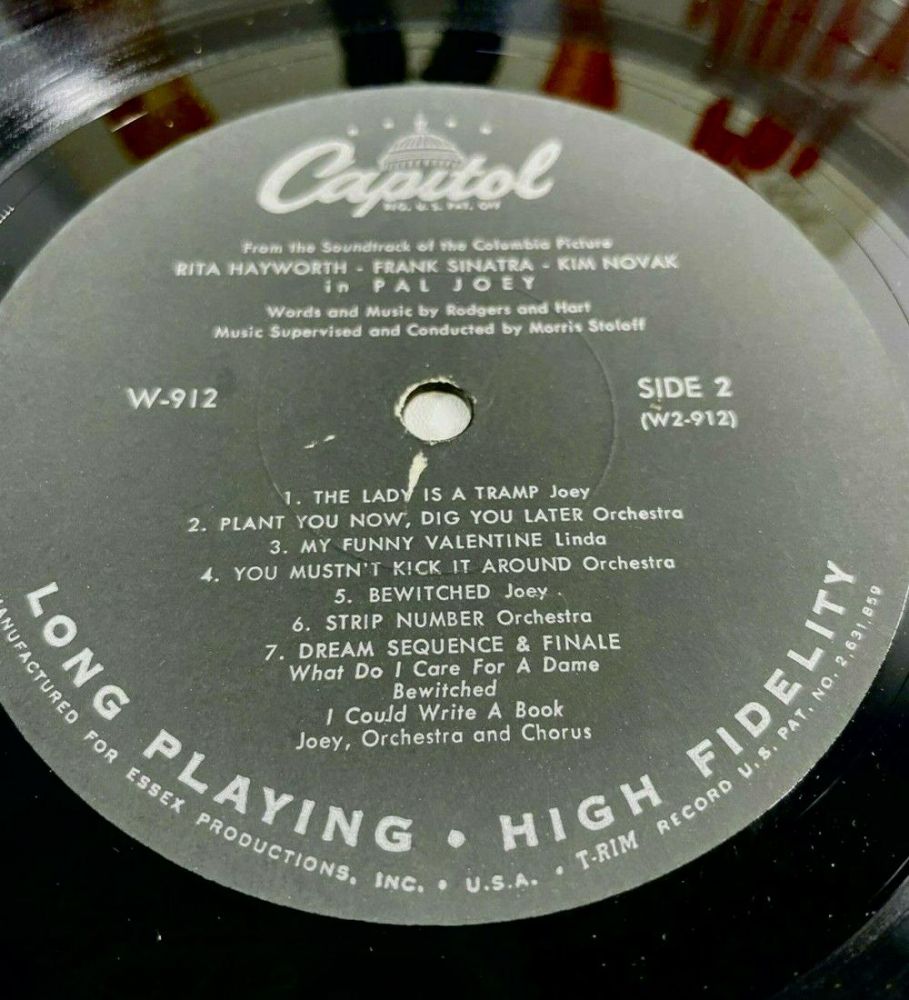 Capitol
REG. U.S. PAT. OFF
From the Soundtrack of the Columbia Picture
RITA HAYWORTH - FRANK SINATRA - KIM NOVAK
in PAL JOEY
Words and Music by Rodgers and Hart
Music Supervised and Conducted by Morris Stoloff
W-912
SIDE 2
(W2-912)
1. THE LADY IS A TRAMP Joey
2. PLANT YOU NOW, DIG YOU LATER Orchestra
3. MY FUNNY VALENTINE Linda
4. YOU MUSTN'T KICK IT AROUND Orchestra
5. BEWITCHED Joey
6. STRIP NUMBER Orchestra
7. DREAM SEQUENCE & FINALE
What Do I Care For A Dame
Bewitched
I Could Write A Book
Joey, Orchestra and Chorus
LONG PLAYING • HIGH FIDELITY
MANUFACTURED FOR ESSEX PRODUCTIONS, INC. • U.S.A. • T-RIM RECORD U.S. PAT. NO. 2,631,859